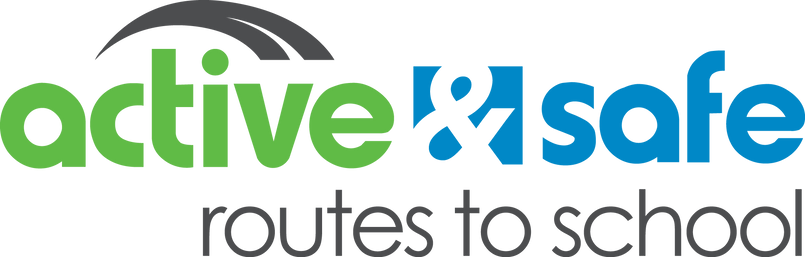 active & safe
routes to school